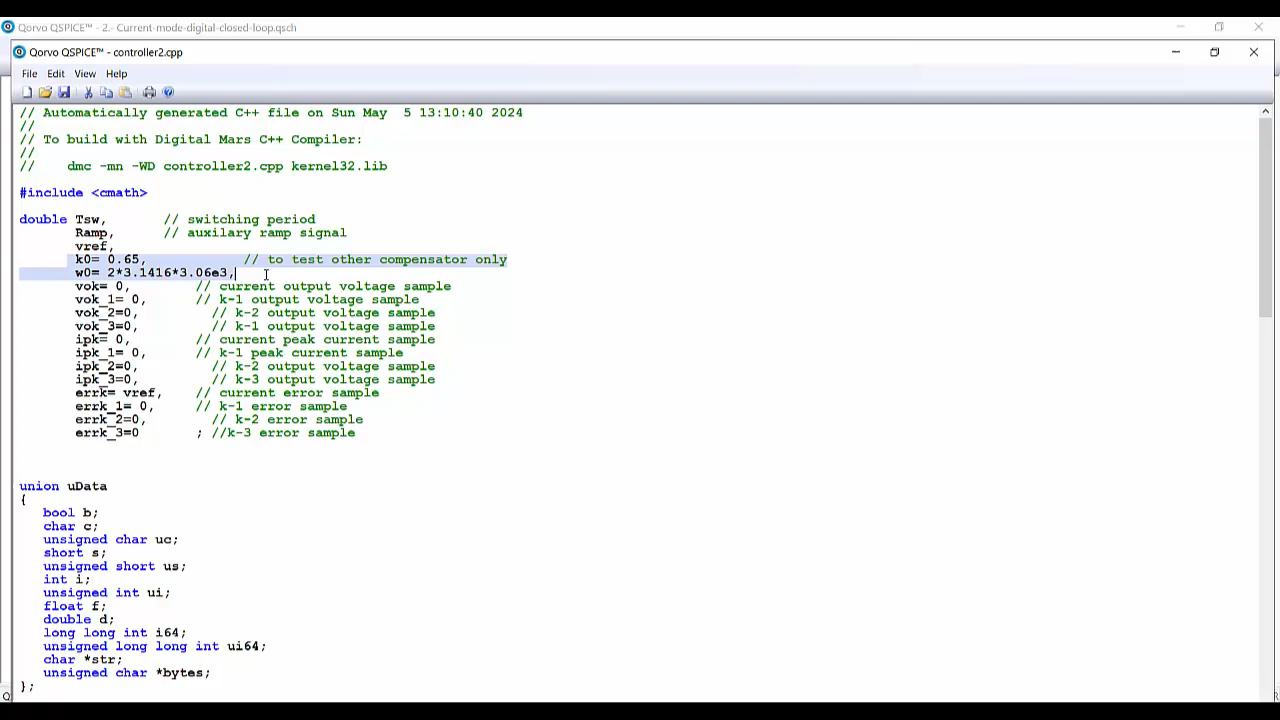 Qorvo QSPICE™ - 2.- Current-mode-digital-closed-loop.qsch
Qorvo QSPICE™ - controller2.cpp
File Edit View Help
// Automatically generated C++ file on Sun May  5 13:10:40 2024
//
// To build with Digital Mars C++ Compiler:
//
//    dmc -mn -WD controller2.cpp kernel32.lib
#include <cmath>
double Tsw,       // switching period
Ramp,      // auxilary ramp signal
vref,
k0= 0.65,            // to test other compensator only
w0= 2*3.1416*3.06e3,
vok= 0,        // current output voltage sample
vok_1= 0,      // k-1 output voltage sample
vok_2=0,         // k-2 output voltage sample
vok_3=0,         // k-1 output voltage sample
ipk= 0,        // current peak current sample
ipk_1= 0,      // k-1 peak current sample
ipk_2=0,         // k-2 output voltage sample
ipk_3=0,         // k-3 output voltage sample
errk= vref,    // current error sample
errk_1= 0,     // k-1 error sample
errk_2=0,        // k-2 error sample
errk_3=0       ; //k-3 error sample
union uData
{
bool b;
char c;
unsigned char uc;
short s;
unsigned short us;
int i;
unsigned int ui;
float f;
double d;
long long int i64;
unsigned long long int ui64;
char *str;
unsigned char *bytes;
};